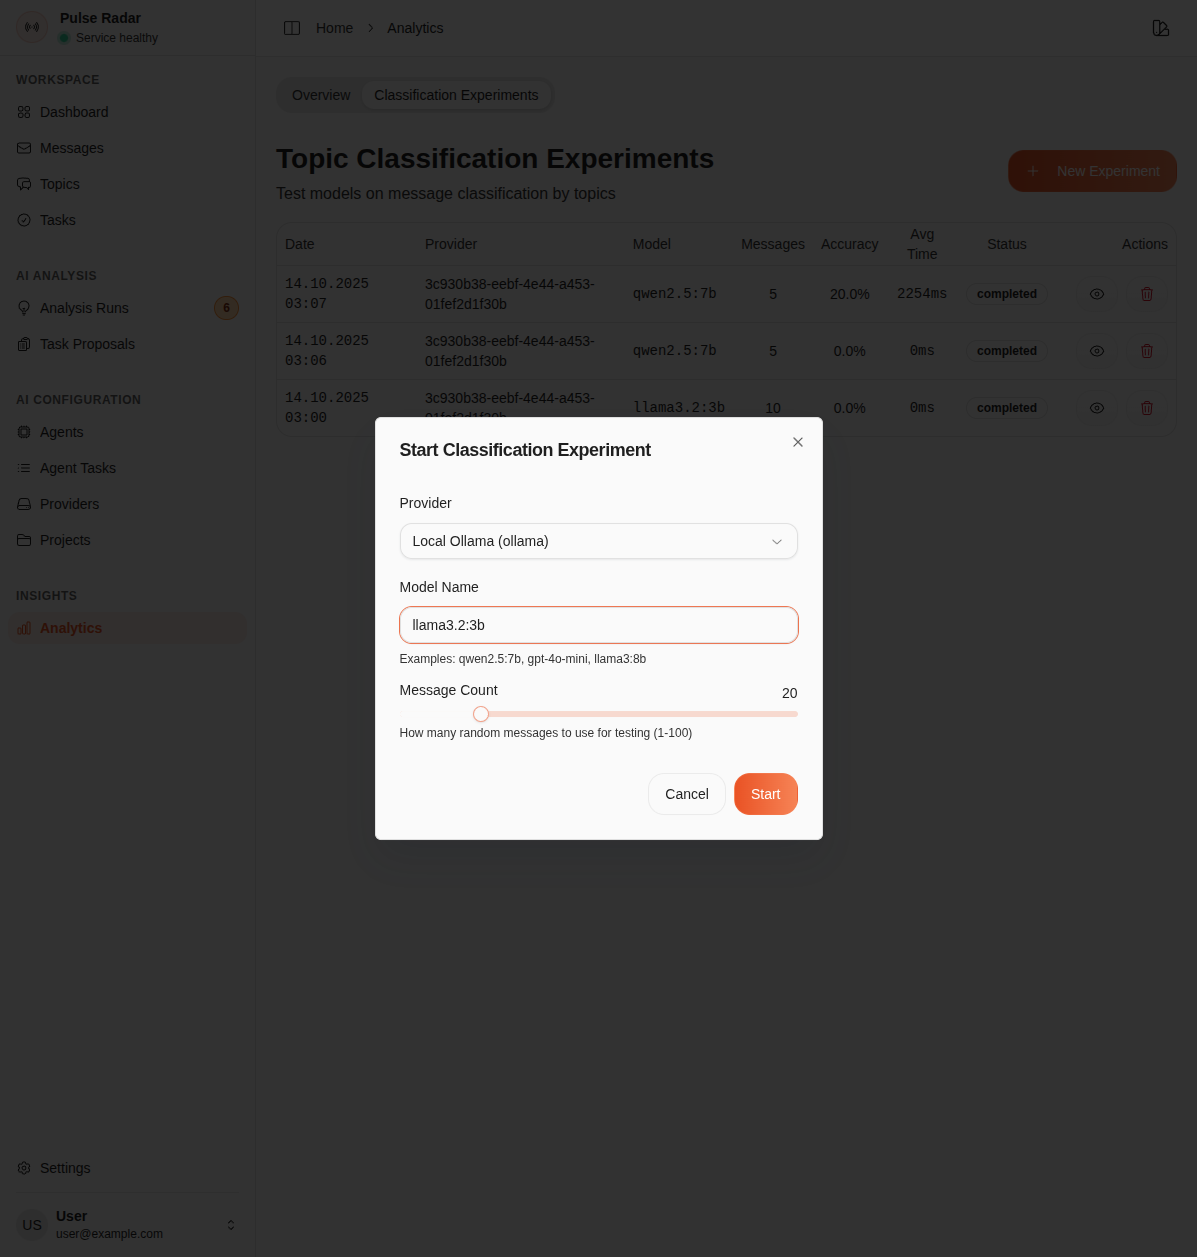 Pulse Radar
Service healthy
WORKSPACE
Dashboard
Messages
Topics
Tasks
AI ANALYSIS
Analysis Runs 6
Task Proposals
AI CONFIGURATION
Agents
Agent Tasks
Providers
Projects
INSIGHTS
Analytics
Settings
US
User
user@example.com
Home > Analytics
Overview Classification Experiments
Topic Classification Experiments
Test models on message classification by topics
New Experiment
Date Provider Model Messages Accuracy Avg Time Status Actions
14.10.2025 03:07 3c930b38-eebf-4e44-a453-01fef2d1f30b qwen2.5:7b 5 20.0% 2254ms completed
14.10.2025 03:06 3c930b38-eebf-4e44-a453-01fef2d1f30b qwen2.5:7b 5 0.0% 0ms completed
14.10.2025 03:00 3c930b38-eebf-4e44-a453-01fef2d1f30b llama3.2:3b 10 0.0% 0ms completed
Start Classification Experiment
Provider
Local Ollama (ollama)
Model Name
llama3.2:3b
Examples: qwen2.5:7b, gpt-4o-mini, llama3:8b
Message Count 20
How many random messages to use for testing (1-100)
Cancel Start